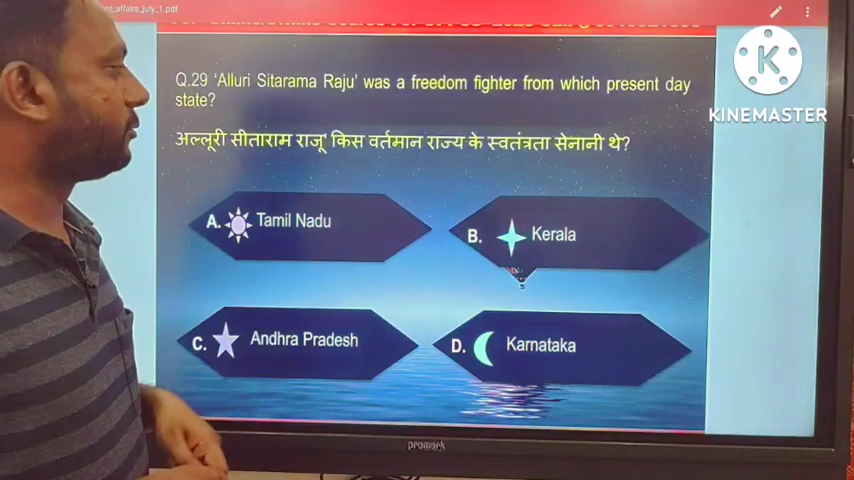 nt_affairs_july_1.pdf
K
KINEMASTER
Q.29 'Alluri Sitarama Raju' was a freedom fighter from which present day
state?
अल्लूरी सीताराम राजू' किस वर्तमान राज्य के स्वतंत्रता सेनानी थे?
A. Tamil Nadu
B. Kerala
C. Andhra Pradesh
D. Karnataka
promark